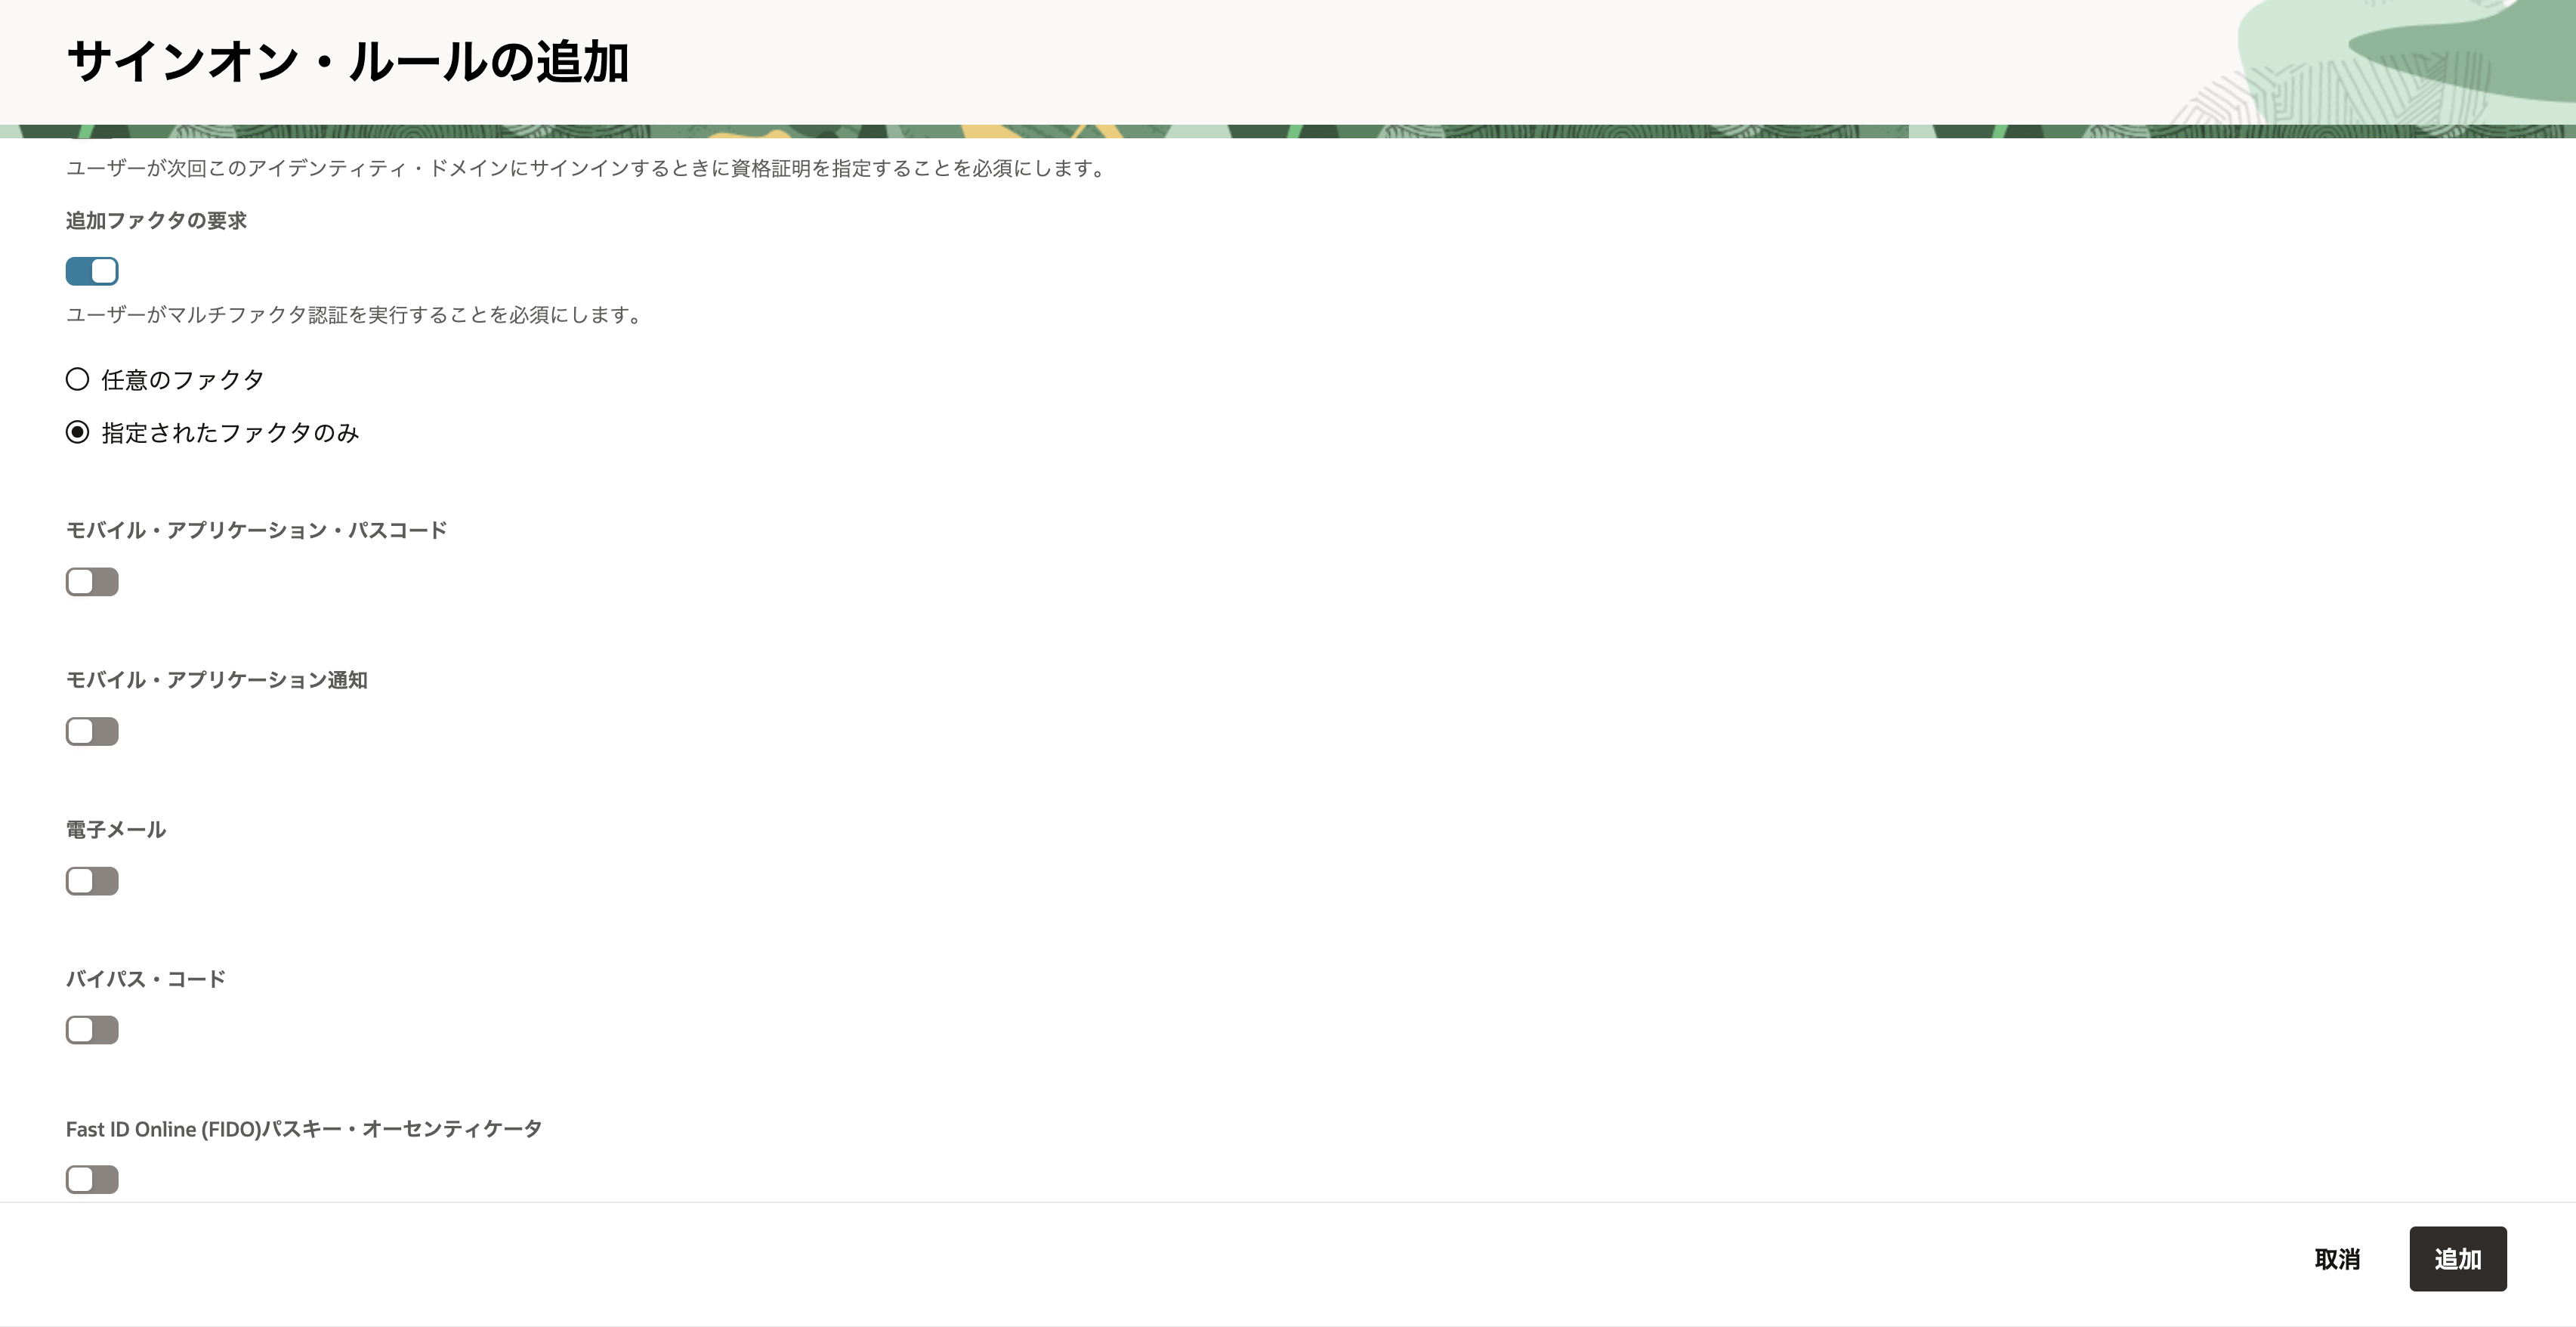 サインオン・ルールの追加
ユーザーが次回このアイデンティティ・ドメインにサインインするときに資格証明を指定することを必須にします。
追加ファクタの要求
ユーザーがマルチファクタ認証を実行することを必須にします。
任意のファクタ
指定されたファクタのみ
モバイル・アプリケーション・パスコード
モバイル・アプリケーション通知
電子メール
バイパス・コード
Fast ID Online (FIDO)パスキー・オーセンティケータ
取消
追加